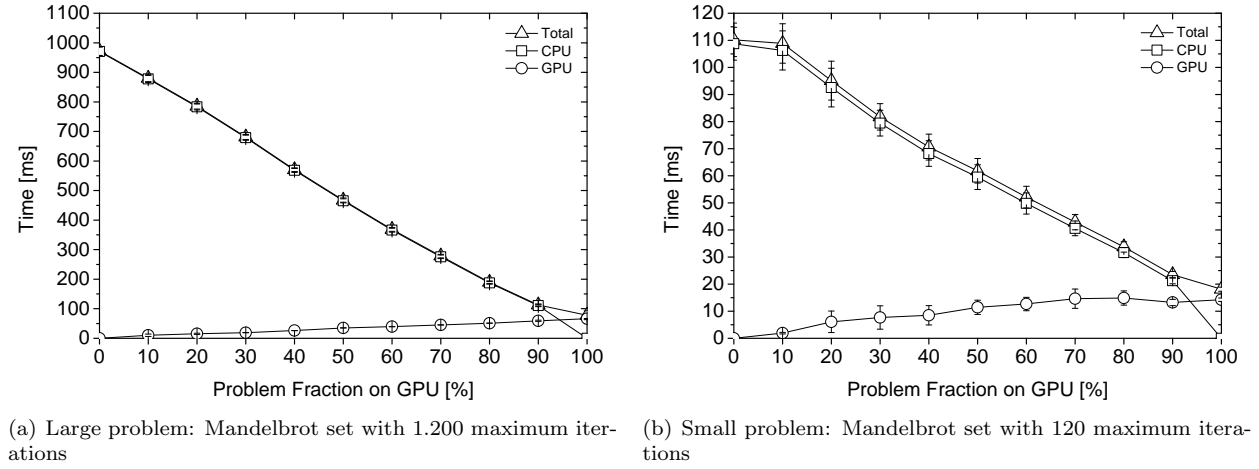 1000
900
800
700
600
500
400
300
200
100
0
Time [ms]
Total
CPU
GPU
0 10 20 30 40 50 60 70 80 90 100
Problem Fraction on GPU [%]
(a) Large problem: Mandelbrot set with 1.200 maximum iter-
ations
120
110
100
90
80
70
60
50
40
30
20
10
0
Time [ms]
Total
CPU
GPU
0 10 20 30 40 50 60 70 80 90 100
Problem Fraction on GPU [%]
(b) Small problem: Mandelbrot set with 120 maximum itera-
tions